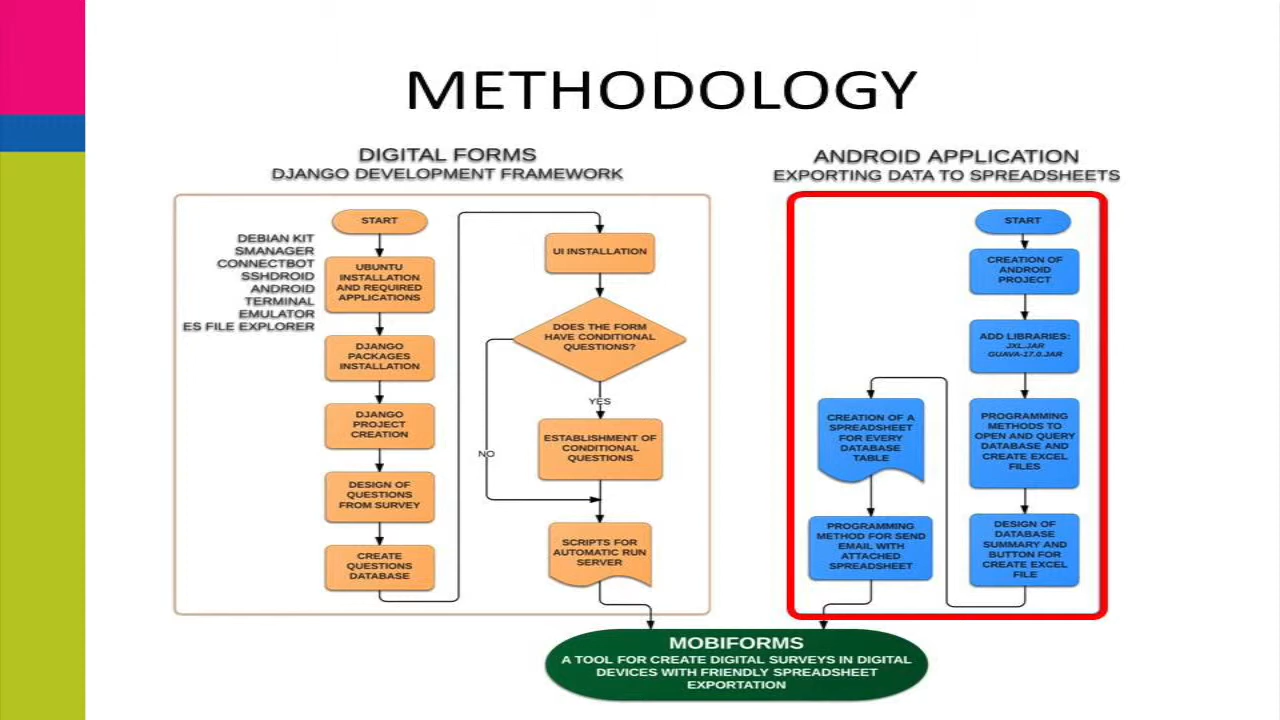 METHODOLOGY
DIGITAL FORMS
DJANGO DEVELOPMENT FRAMEWORK
DEBIAN KIT
SMANAGER
CONNECTBOT
SSHDROID
ANDROID
TERMINAL
EMULATOR
ES FILE EXPLORER
START
UBUNTU
INSTALLATION
AND REQUIRED
APPLICATIONS
DJANGO
PACKAGES
INSTALLATION
DJANGO
PROJECT
CREATION
DESIGN OF
QUESTIONS
FROM SURVEY
CREATE
QUESTIONS
DATABASE
UI INSTALLATION
DOES THE FORM
HAVE CONDITIONAL
QUESTIONS?
YES
NO
ESTABLISHMENT OF
CONDITIONAL
QUESTIONS
SCRIPTS FOR
AUTOMATIC RUN
SERVER
ANDROID APPLICATION
EXPORTING DATA TO SPREADSHEETS
START
CREATION OF
ANDROID
PROJECT
ADD LIBRARIES:
JXL.JAR
GUAVA-17.0.JAR
PROGRAMMING
METHODS TO
OPEN AND QUERY
DATABASE AND
CREATE EXCEL
FILES
DESIGN OF
DATABASE
SUMMARY AND
BUTTON FOR
CREATE EXCEL
FILE
CREATION OF A
SPREADSHEET
FOR EVERY
DATABASE
TABLE
PROGRAMMING
METHOD FOR SEND
EMAIL WITH
ATTACHED
SPREADSHEET
MOBIFORMS
A TOOL FOR CREATE DIGITAL SURVEYS IN DIGITAL
DEVICES WITH FRIENDLY SPREADSHEET
EXPORTATION